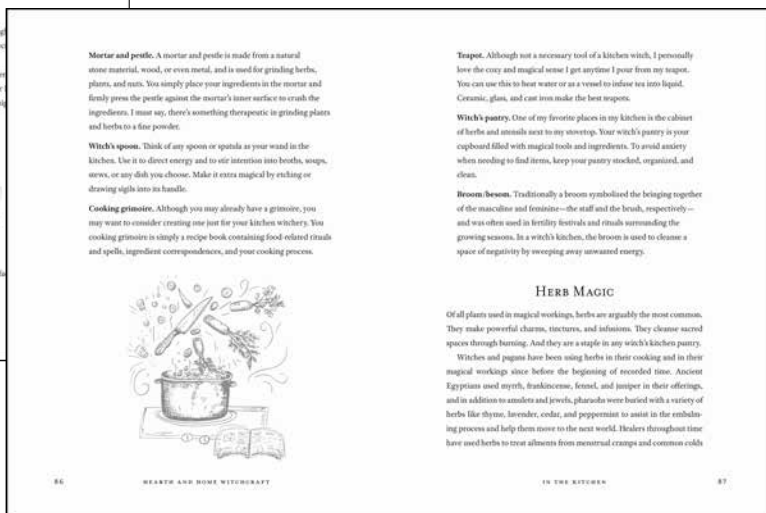 Mortar and pestle. A mortar and pestle is made from a natural
stone material, wood, or even metal, and is used for grinding herbs,
plants, and nuts. You simply place your ingredients in the mortar and
firmly press the pestle against the mortar's inner surface to crush the
ingredients. I must say, there's something therapeutic in grinding plants
and herbs to a fine powder.
Witch's spoon. Think of any spoon or spatula as your wand in the
kitchen. Use it to direct energy and to stir intention into broths, soups,
stews, or any dish you choose. Make it extra magical by etching or
drawing sigils into its handle.
Cooking grimoire. Although you may already have a grimoire, you
may want to consider creating one just for your kitchen witchery. You
cooking grimoire is simply a recipe book containing food-related rituals
and spells, ingredient correspondences, and your cooking process.
86
HEARTH AND HOME WITCHCRAFT
Teapot. Although not a necessary tool of a kitchen witch, I personally
love the cozy and magical sense I get anytime I pour from my teapot.
You can use this to heat water or as a vessel to infuse tea into liquid.
Ceramic, glass, and cast iron make the best teapots.
Witch's pantry. One of my favorite places in my kitchen is the cabinet
of herbs and utensils next to my stovetop. Your witch's pantry is your
cupboard filled with magical tools and ingredients. To avoid anxiety
when needing to find items, keep your pantry stocked, organized, and
clean.
Broom/besom. Traditionally a broom symbolized the bringing together
of the masculine and feminine—the staff and the brush, respectively—
and was often used in fertility festivals and rituals surrounding the
growing seasons. In a witch's kitchen, the broom is used to cleanse a
space of negativity by sweeping away unwanted energy.
HERB MAGIC
Of all plants used in magical workings, herbs are arguably the most common.
They make powerful charms, tinctures, and infusions. They cleanse sacred
spaces through burning. And they are a staple in any witch's kitchen pantry.
Witches and pagans have been using herbs in their cooking and in their
magical workings since before the beginning of recorded time. Ancient
Egyptians used myrrh, frankincense, fennel, and juniper in their offerings,
and in addition to amulets and jewels, pharaohs were buried with a variety of
herbs like thyme, lavender, cedar, and peppermint to assist in the embalm-
ing process and help them move to the next world. Healers throughout time
have used herbs to treat ailments from menstrual cramps and common colds
IN THE KITCHEN
87